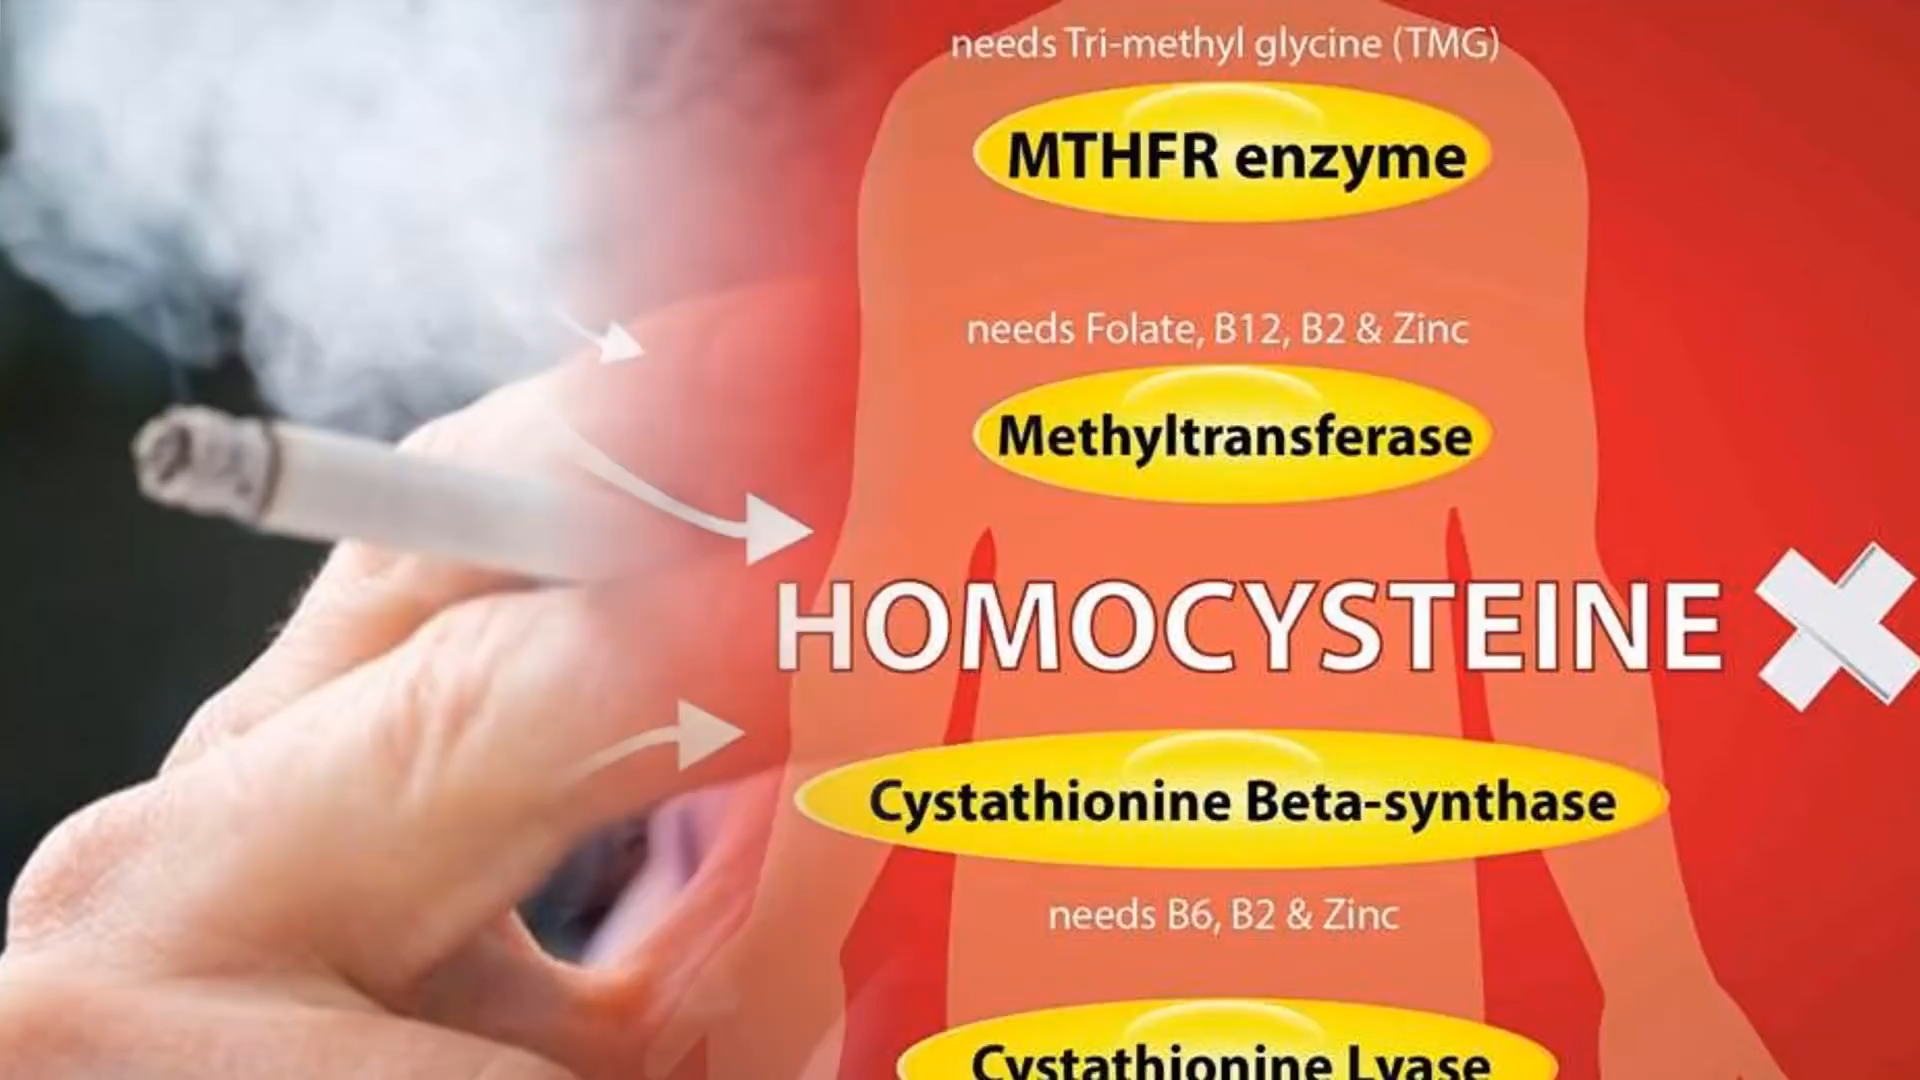 needs Tri-methyl glycine (TMG)
MTHFR enzyme
needs Folate, B12, B2 & Zinc
Methyltransferase
HOMOCYSTEINE
Cystathionine Beta-synthase
needs B6, B2 & Zinc
Cystathionine Lyase